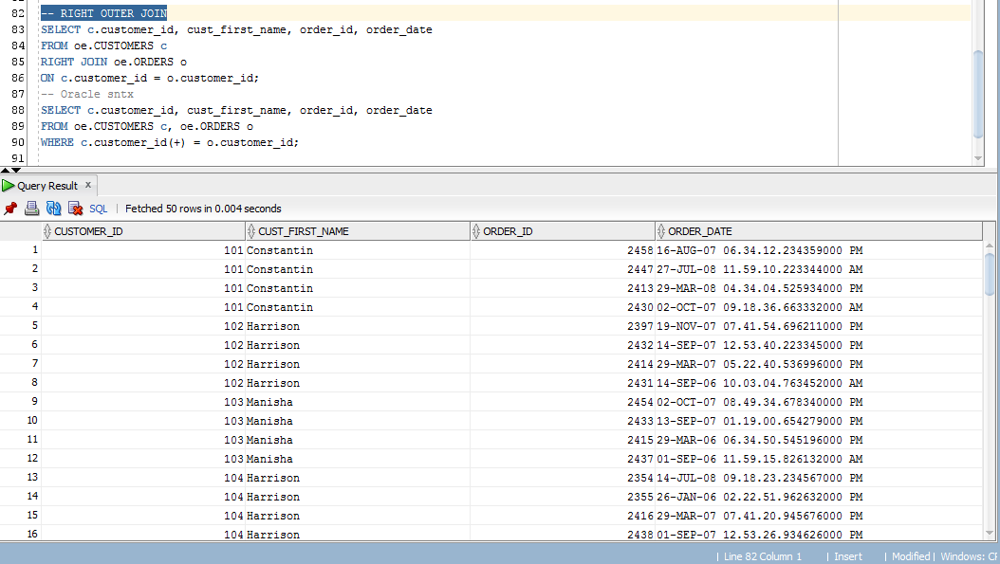 82 -- RIGHT OUTER JOIN
83 SELECT c.customer_id, cust_first_name, order_id, order_date
84 FROM oe.CUSTOMERS c
85 RIGHT JOIN oe.ORDERS o
86 ON c.customer_id = o.customer_id;
87 -- Oracle sntx
88 SELECT c.customer_id, cust_first_name, order_id, order_date
89 FROM oe.CUSTOMERS c, oe.ORDERS o
90 WHERE c.customer_id(+) = o.customer_id;
91
Query Result x
SQL | Fetched 50 rows in 0.004 seconds
CUSTOMER_ID CUST_FIRST_NAME ORDER_ID ORDER_DATE
1 101 Constantin 2458 16-AUG-07 06.34.12.234359000 PM
2 101 Constantin 2447 27-JUL-08 11.59.10.223344000 AM
3 101 Constantin 2413 29-MAR-08 04.34.04.525934000 PM
4 101 Constantin 2430 02-OCT-07 09.18.36.663332000 AM
5 102 Harrison 2397 19-NOV-07 07.41.54.696211000 PM
6 102 Harrison 2432 14-SEP-07 12.53.40.223345000 PM
7 102 Harrison 2414 29-MAR-07 05.22.40.536996000 PM
8 102 Harrison 2431 14-SEP-06 10.03.04.763452000 AM
9 103 Manisha 2454 02-OCT-07 08.49.34.678340000 PM
10 103 Manisha 2433 13-SEP-07 01.19.00.654279000 PM
11 103 Manisha 2415 29-MAR-06 06.34.50.545196000 PM
12 103 Manisha 2437 01-SEP-06 11.59.15.826132000 AM
13 104 Harrison 2354 14-JUL-08 09.18.23.234567000 PM
14 104 Harrison 2355 26-JAN-06 02.22.51.962632000 PM
15 104 Harrison 2416 29-MAR-07 07.41.20.945676000 PM
16 104 Harrison 2438 01-SEP-07 12.53.26.934626000 PM
| Line 82 Column 1 | Insert | Modified | Windows: CF